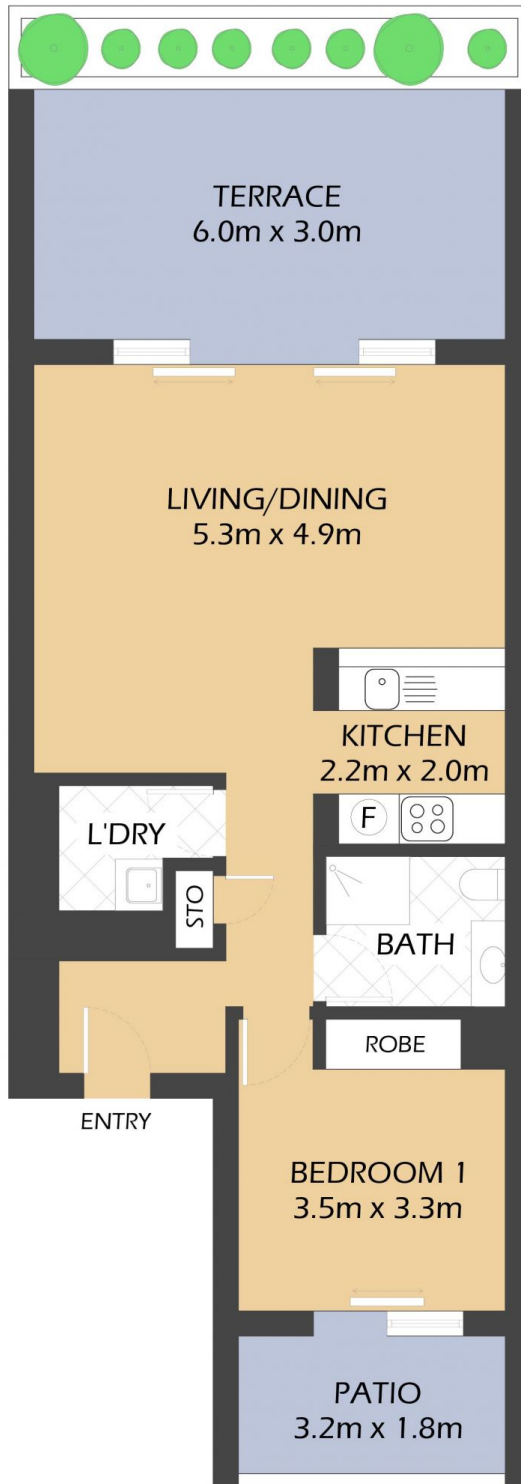 TERRACE
6.0m x 3.0m
LIVING/DINING
5.3m x 4.9m
KITCHEN
2.2m x 2.0m
F
L'DRY
STO
BATH
ROBE
ENTRY
BEDROOM 1
3.5m x 3.3m
PATIO
3.2m x 1.8m